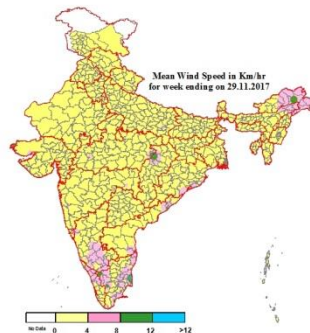 Mean Wind Speed in Km/hr
for week ending on 29.11.2017
No Data 0 4 8 12 >12